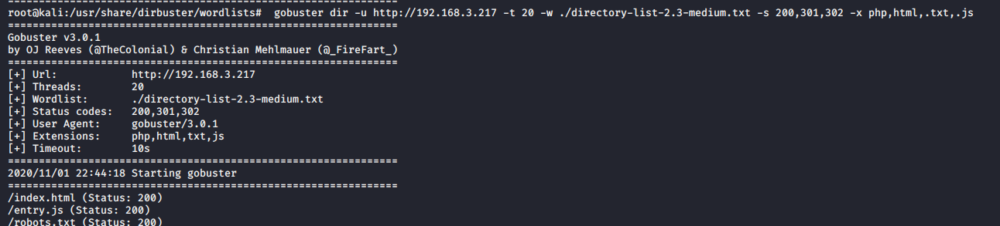 ============================================================
root@kali:/usr/share/dirbuster/wordlists#  gobuster dir -u http://192.168.3.217 -t 20 -w ./directory-list-2.3-medium.txt -s 200,301,302 -x php,html,.txt,.js
===============================================================
Gobuster v3.0.1
by OJ Reeves (@TheColonial) & Christian Mehlmauer (@_FireFart_)
===============================================================
[+] Url:            http://192.168.3.217
[+] Threads:        20
[+] Wordlist:       ./directory-list-2.3-medium.txt
[+] Status codes:   200,301,302
[+] User Agent:     gobuster/3.0.1
[+] Extensions:     php,html,txt,js
[+] Timeout:        10s
===============================================================
2020/11/01 22:44:18 Starting gobuster
===============================================================
/index.html (Status: 200)
/entry.js (Status: 200)
/robots.txt (Status: 200)